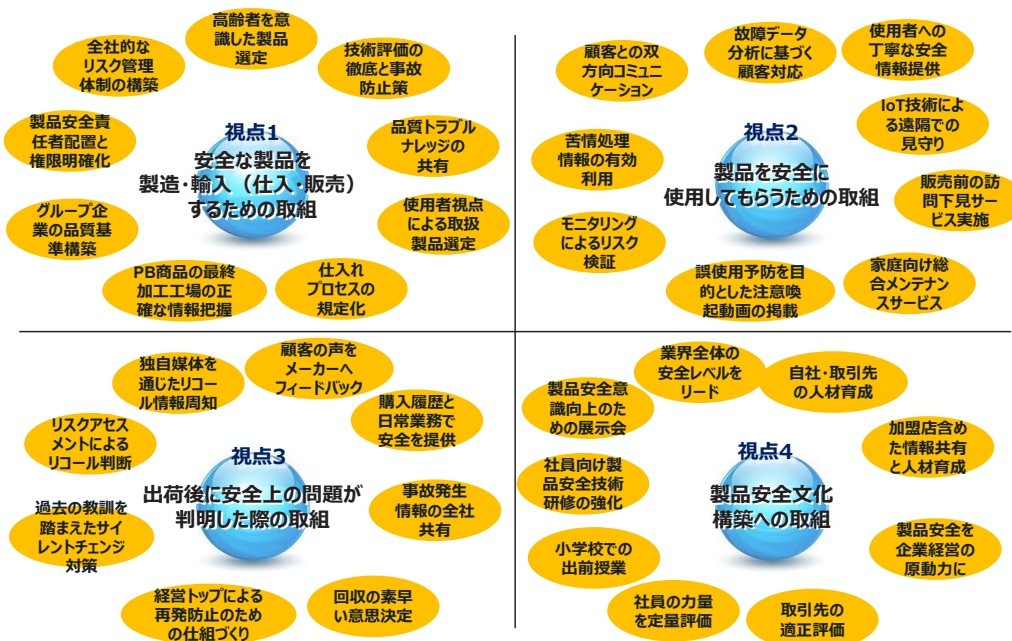 高齢者を意
識した製品
選定
全社的な
リスク管理
体制の構築
技術評価の
徹底と事故
防止策
製品安全責
任者配置と
権限明確化
品質トラブル
ナレッジの
共有
視点1
安全な製品を
製造・輸入（仕入・販売）
するための取組
グループ企
業の品質基
準構築
使用者視点
による取扱
製品選定
PB商品の最終
加工工場の正
確な情報把握
仕入れ
プロセスの
規定化
顧客との双
方向コミュニ
ケーション
故障データ
分析に基づく
顧客対応
使用者への
丁寧な安全
情報提供
IoT技術によ
る遠隔での
見守り
苦情処理
情報の有効
利用
視点2
製品を安全に
使用してもらうための取組
販売前の訪
問下見サー
ビス実施
モニタリング
によるリスク
検証
誤使用予防を目
的とした注意喚
起動画の掲載
家庭向け総
合メンテナン
スサービス
独自媒体を
通じたリコー
ル情報周知
顧客の声を
メーカーへ
フィードバック
購入履歴と
日常業務で
安全を提供
リスクアセス
メントによる
リコール判断
視点3
出荷後に安全上の問題が
判明した際の取組
過去の教訓を
踏まえたサイ
レントチェンジ
対策
事故発生
情報の全社
共有
経営トップによる
再発防止のため
の仕組づくり
回収の素早
い意思決定
業界全体の
安全レベルを
リード
自社・取引先
の人材育成
製品安全意
識向上のた
めの展示会
加盟店含め
た情報共有
と人材育成
社員向け製
品安全技術
研修の強化
視点4
製品安全文化
構築への取組
小学校での
出前授業
製品安全を
企業経営の
原動力に
社員の力量
を定量評価
取引先の
適正評価